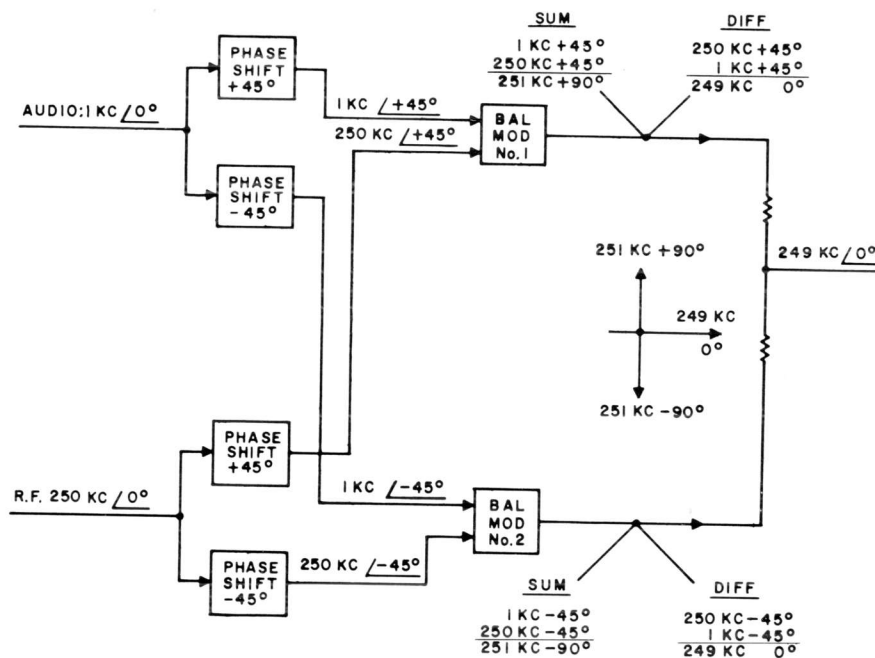 SUM
1 KC +45°
250 KC +45°
251 KC +90°
DIFF
250 KC +45°
1 KC +45°
249 KC 0°
PHASE
SHIFT
+45°
AUDIO: 1 KC /0°
1 KC /+45°
250 KC /+45°
BAL
MOD
No.1
PHASE
SHIFT
-45°
251 KC +90°
249 KC
0°
251 KC -90°
249 KC /0°
PHASE
SHIFT
+45°
R.F. 250 KC /0°
1 KC /-45°
250 KC /-45°
BAL
MOD
No.2
PHASE
SHIFT
-45°
SUM
1 KC -45°
250 KC -45°
251 KC -90°
DIFF
250 KC -45°
1 KC -45°
249 KC 0°